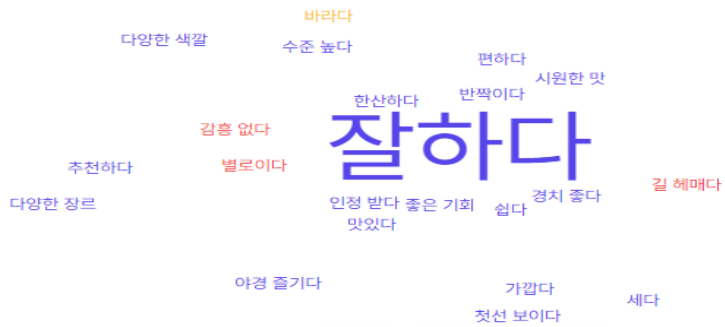 바라다
다양한 색깔
수준 높다
편하다
시원한 맛
반짝이다
한산하다
잘하다
감흥 없다
별로이다
추천하다
길 헤매다
다양한 장르
인정 받다
좋은 기회
쉽다
경치 좋다
맛있다
야경 즐기다
가깝다
세다
첫선 보이다